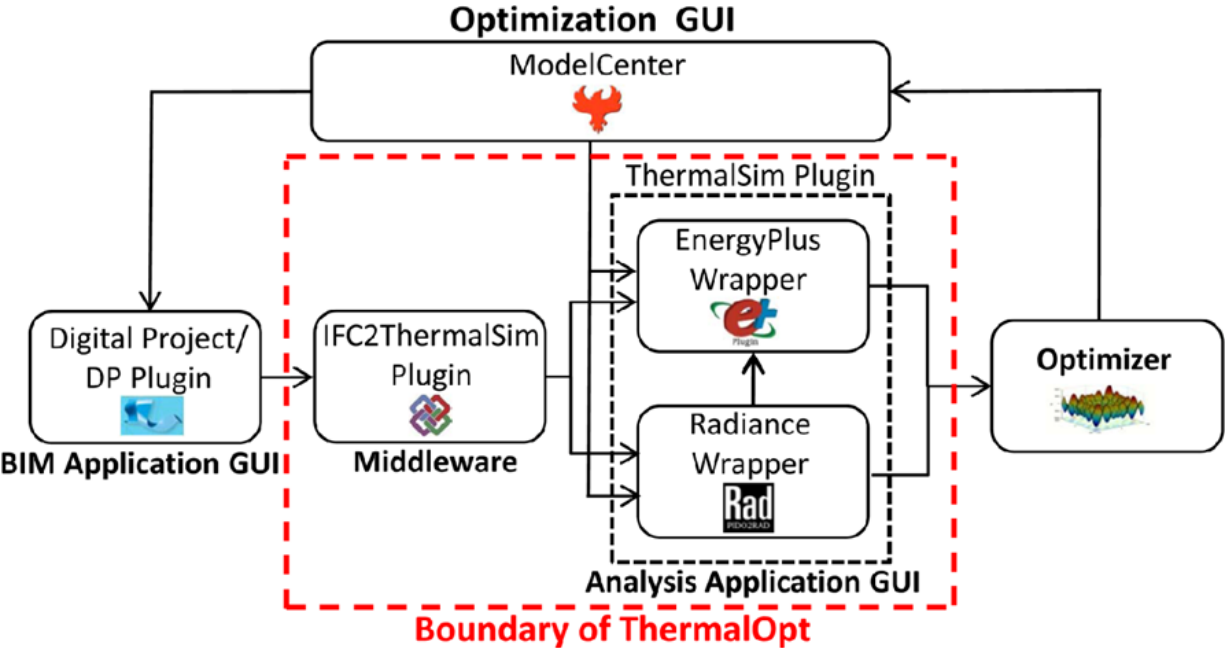 Optimization GUI
ModelCenter
ThermalSim Plugin
EnergyPlus
Wrapper
Plugin
Digital Project/
DP Plugin
BIM Application GUI
IFC2ThermalSim
Plugin
Middleware
Radiance
Wrapper
Rad
PIDO2RAD
Optimizer
Analysis Application GUI
Boundary of ThermalOpt